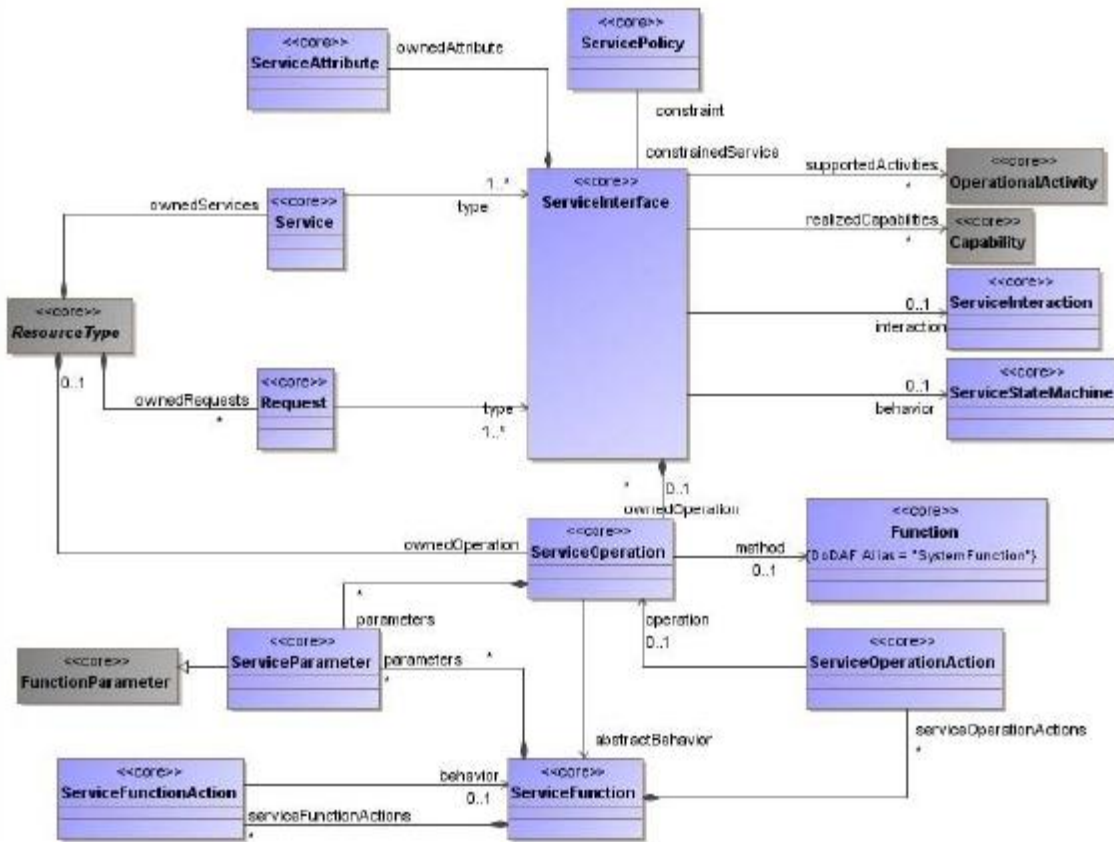 <<core>>
ServiceAttribute
ownedAttribute
<<core>>
ServicePolicy
constraint
constrainedService
supportedActivities
*
<<core>>
OperationalActivity
1..*
type
<<core>>
ServiceInterface
ownedServices
<<core>>
Service
realizedCapabilities
*
<<core>>
Capability
<<core>>
ResourceType
0..1
0..1
interaction
<<core>>
ServiceInteraction
ownedRequests
*
<<core>>
Request
type
1..*
0..1
behavior
<<core>>
ServiceStateMachine
*
0..1
ownedOperation
ownedOperation
<<core>>
ServiceOperation
method
0..1
<<core>>
Function
{DoDAF Alias = "SystemFunction"}
*
parameters
operation
0..1
<<core>>
FunctionParameter
<<core>>
ServiceParameter
parameters
*
*
<<core>>
ServiceOperationAction
serviceOperationActions
*
abstractBehavior
<<core>>
ServiceFunctionAction
behavior
0..1
serviceFunctionActions
*
<<core>>
ServiceFunction